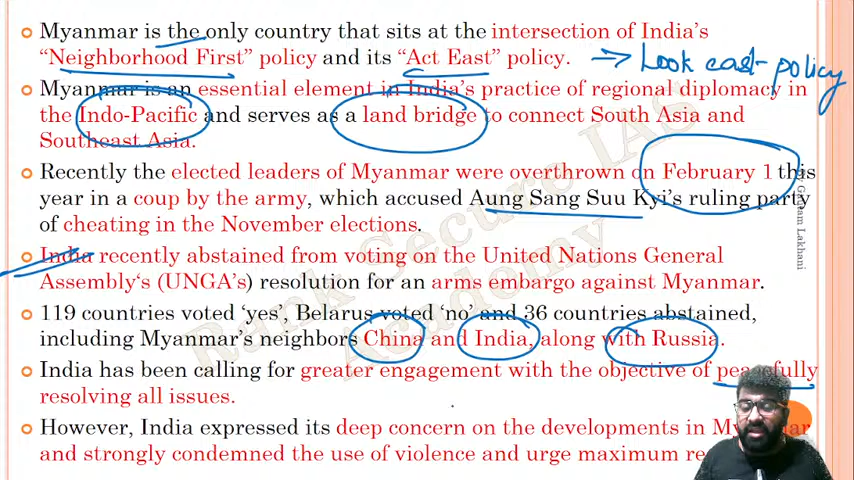 Myanmar is the only country that sits at the intersection of India's
"Neighborhood First" policy and its "Act East" policy. → Look east policy
Myanmar is an essential element in India's practice of regional diplomacy in
the Indo-Pacific and serves as a land bridge to connect South Asia and
Southeast Asia.
Recently the elected leaders of Myanmar were overthrown on February 1 this
year in a coup by the army, which accused Aung Sang Suu Kyi's ruling party
of cheating in the November elections.
India recently abstained from voting on the United Nations General
Assembly's (UNGA's) resolution for an arms embargo against Myanmar.
119 countries voted 'yes', Belarus voted 'no' and 36 countries abstained,
including Myanmar's neighbors China and India, along with Russia.
India has been calling for greater engagement with the objective of peacefully
resolving all issues.
However, India expressed its deep concern on the developments in Myanmar
and strongly condemned the use of violence and urge maximum
Rank Secure IAS
Academy
Lakhani